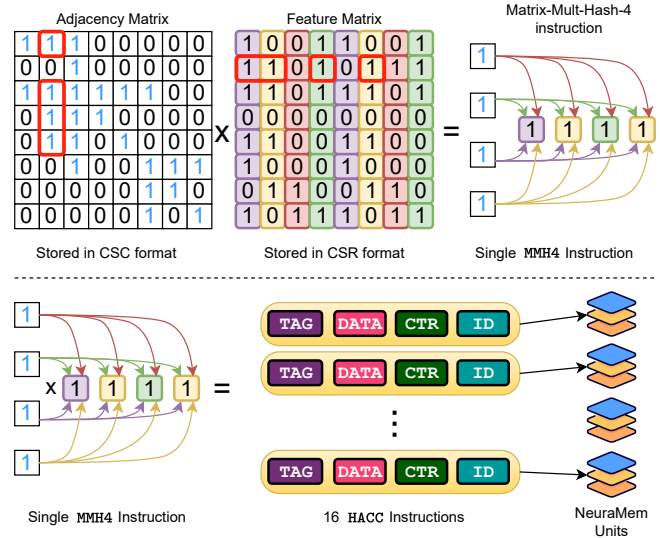 Adjacency Matrix
Feature Matrix
Matrix-Mult-Hash-4
instruction
1 1 1 0 0 0 0 0
0 0 1 0 0 0 0 0
1 1 1 1 1 1 0 0
0 1 1 1 0 0 0 0
0 1 1 0 1 0 0 0
0 0 1 0 0 1 1 1
0 0 0 0 0 1 1 0
0 0 0 0 0 1 0 1
x
1 0 0 1 1 0 0 1
1 1 0 1 0 1 1 1
1 1 0 1 1 0 1 1
0 0 0 0 0 0 0 0
1 0 0 0 1 0 0 1
1 0 1 0 1 1 0 1
0 1 1 0 0 1 1 0
1 0 1 1 1 0 1 1
=
1
1
1 1 1 1
1
1
Stored in CSC format
Stored in CSR format
Single MMH4 Instruction
1
1
x 1 1 1 1
1
1
=
TAG DATA CTR ID
TAG DATA CTR ID
⋮
TAG DATA CTR ID
Single MMH4 Instruction
16 HACC Instructions
NeuraMem
Units